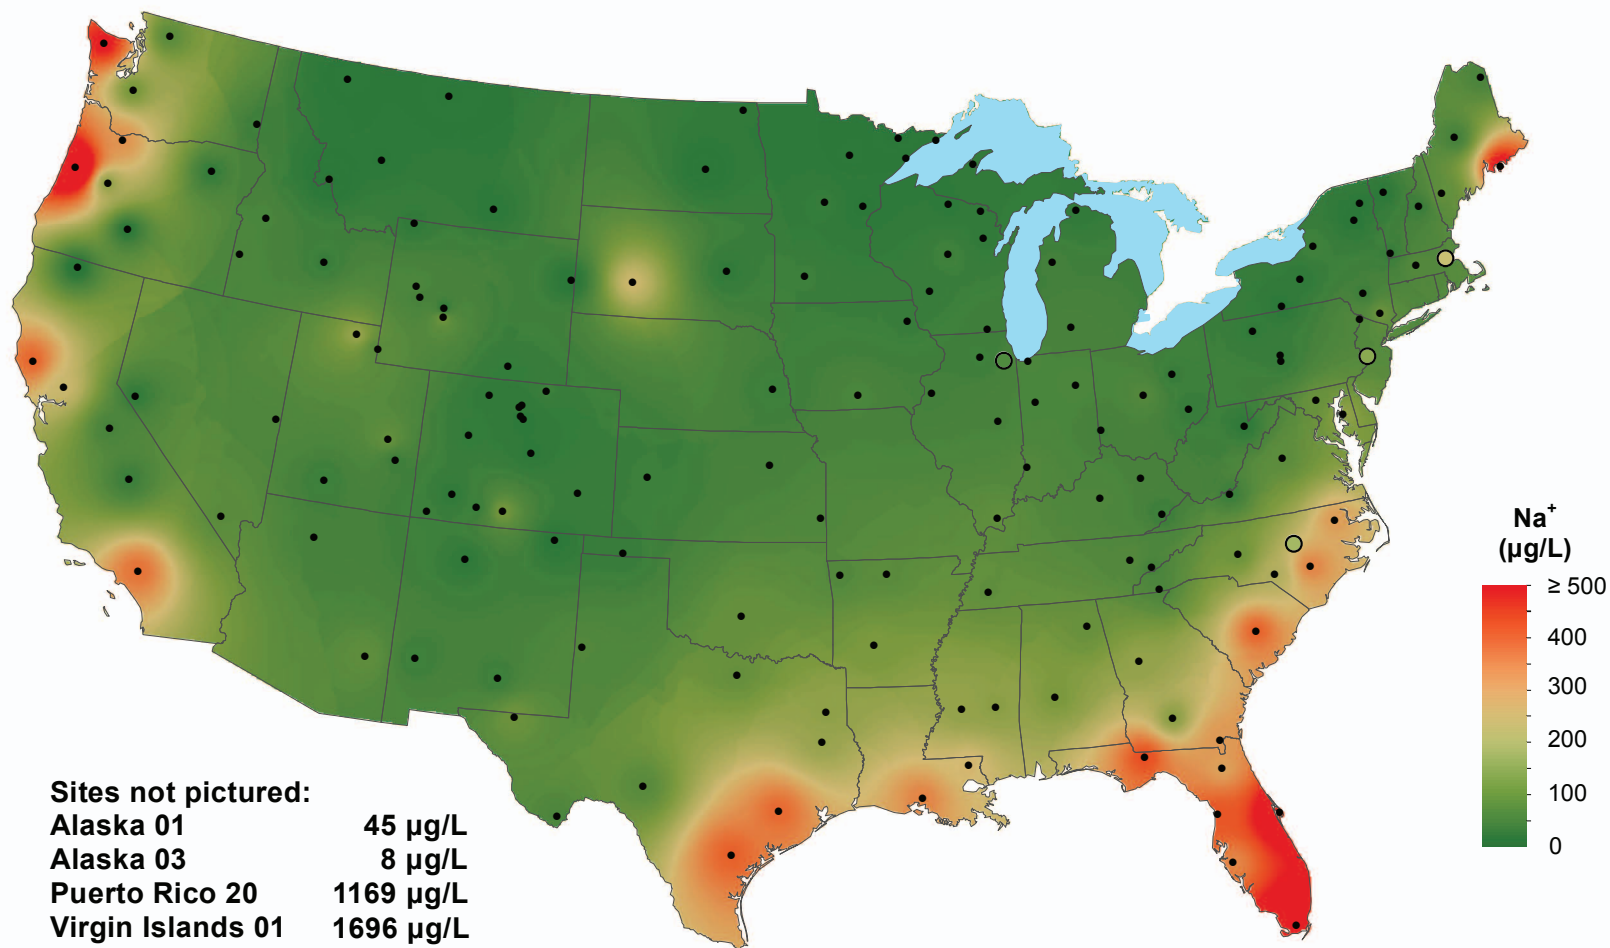 Na+
(µg/L)
≥ 500
400
300
200
100
0
Sites not pictured:
Alaska 01 45 µg/L
Alaska 03 8 µg/L
Puerto Rico 20 1169 µg/L
Virgin Islands 01 1696 µg/L